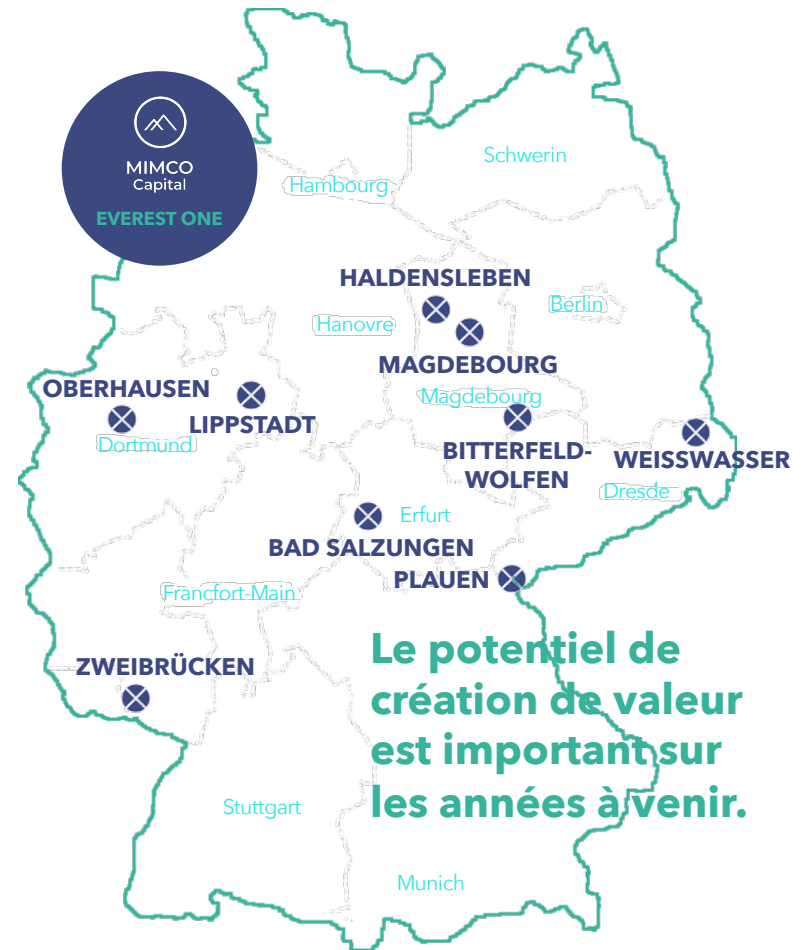 MIMCO
Capital
EVEREST ONE
Schwerin
Hambourg
HALDENSLEBEN
Berlin
Hanovre
MAGDEBOURG
OBERHAUSEN
Magdebourg
LIPPSTADT
Dortmund
BITTERFELD-
WOLFEN
WEISSWASSER
Dresde
Erfurt
BAD SALZUNGEN
PLAUEN
Francfort-Main
Le potentiel de
création de valeur
est important sur
les années à venir.
ZWEIBRÜCKEN
Stuttgart
Munich